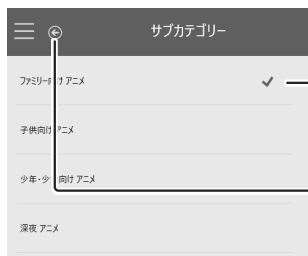 サブカテゴリー
ファミリー向け アニメ
子供向け アニメ
少年・少 向け アニメ
深夜 アニメ